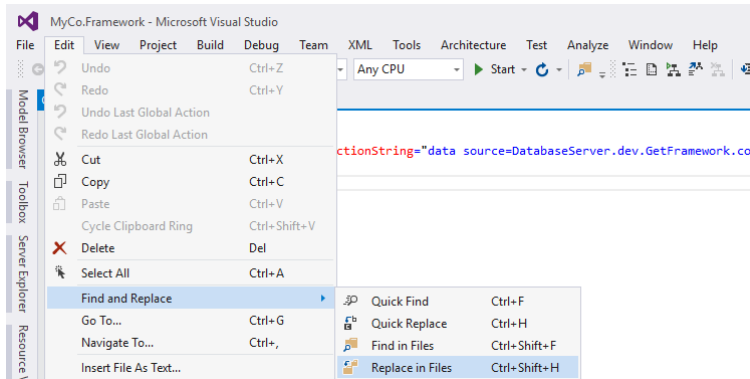 MyCo.Framework - Microsoft Visual Studio
File Edit View Project Build Debug Team XML Tools Architecture Test Analyze Window Help
Undo Ctrl+Z
Any CPU Start
Redo Ctrl+Y
Undo Last Global Action
Redo Last Global Action
Cut Ctrl+X
ctionString="data source=DatabaseServer.dev.GetFramework.co
Copy Ctrl+C
Paste Ctrl+V
Cycle Clipboard Ring Ctrl+Shift+V
Delete Del
Select All Ctrl+A
Find and Replace
Quick Find Ctrl+F
Go To... Ctrl+G
Quick Replace Ctrl+H
Navigate To... Ctrl+,
Find in Files Ctrl+Shift+F
Insert File As Text...
Replace in Files Ctrl+Shift+H
Model Browser
Toolbox
Server Explorer
Resource